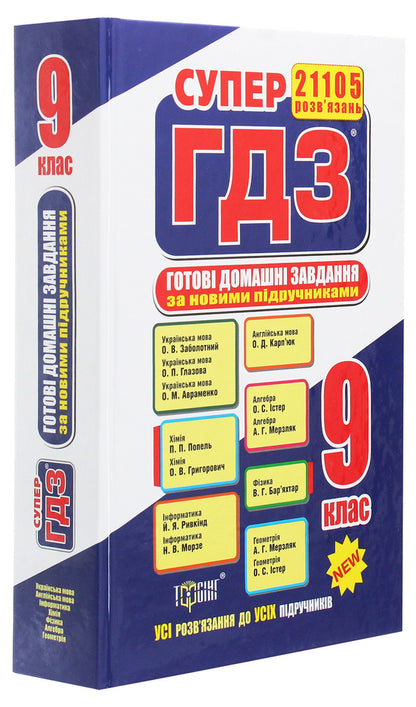 9
клас
ГОТОВІ ДОМАШНІ ЗАВДАННЯ
за новими підручниками
СУПЕР
ГДЗ®
Українська мова
Англійська мова
Інформатика
Хімія
Фізика
Алгебра
Геометрія
СУПЕР
21105
розв'язань
ГДЗ®
ГОТОВІ ДОМАШНІ ЗАВДАННЯ
за новими підручниками
Українська мова
О. В. Заболотний
Українська мова
О. П. Глазова
Українська мова
О. М. Авраменко
Хімія
П. П. Попель
Хімія
О. В. Григорович
Інформатика
Й. Я. Ривкінд
Інформатика
Н. В. Морзе
Англійська мова
О. Д. Карп'юк
Алгебра
О. С. Істер
Алгебра
А. Г. Мерзляк
Фізика
В. Г. Бар'яхтар
Геометрія
А. Г. Мерзляк
Геометрія
О. С. Істер
9
клас
NEW
ТОРСІНГ®
УСІ РОЗВ'ЯЗАННЯ ДО УСІХ ПІДРУЧНИКІВ